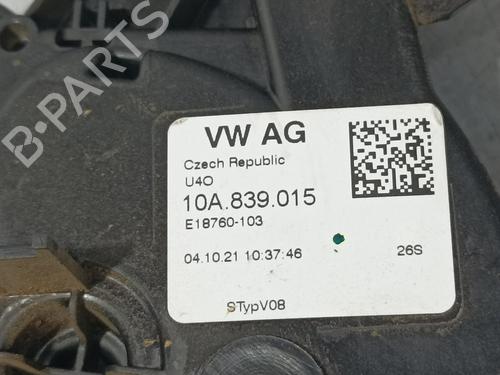 B-PARTS
VW AG
Czech Republic
U4O
10A.839.015
E18760-103
04.10.21 10:37:46
26S
STypV08